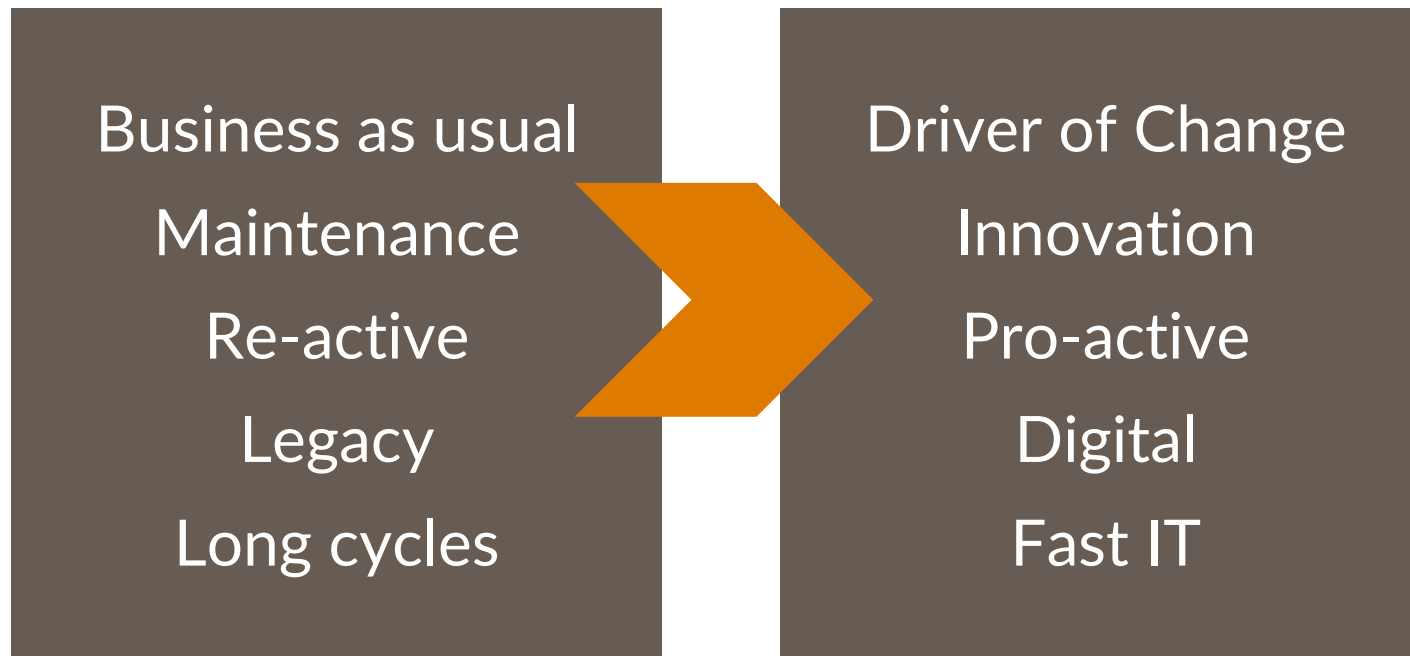 Business as usual
Maintenance
Re-active
Legacy
Long cycles
Driver of Change
Innovation
Pro-active
Digital
Fast IT